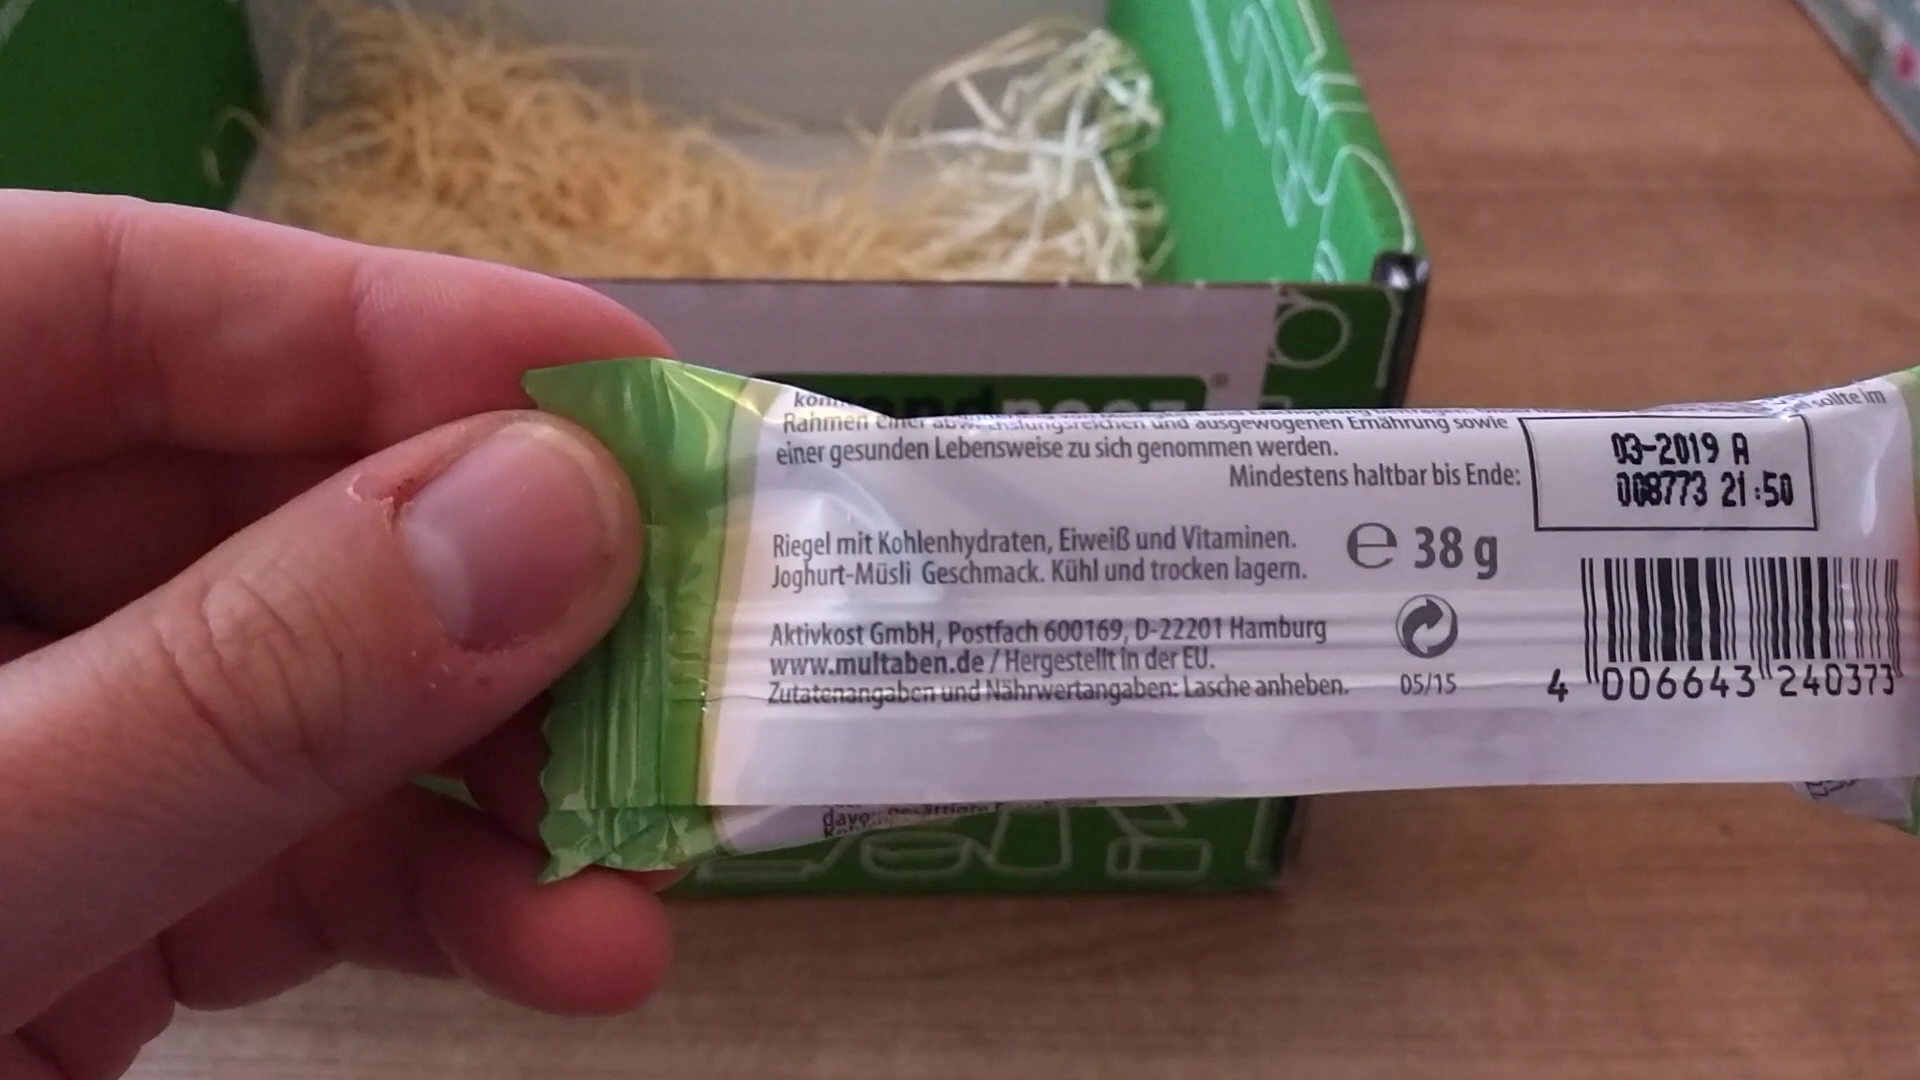 Rahmen einer abwechslungsreichen und ausgewogenen Ernährung sowie
einer gesunden Lebensweise zu sich genommen werden.
Mindestens haltbar bis Ende:
03-2019 A
008773 21:50
sollte im
Riegel mit Kohlenhydraten, Eiweiß und Vitaminen.
Joghurt-Müsli Geschmack. Kühl und trocken lagern.
℮ 38 g
Aktivkost GmbH, Postfach 600169, D-22201 Hamburg
www.multaben.de / Hergestellt in der EU.
Zutatenangaben und Nährwertangaben: Lasche anheben.
05/15
4 006643 240373